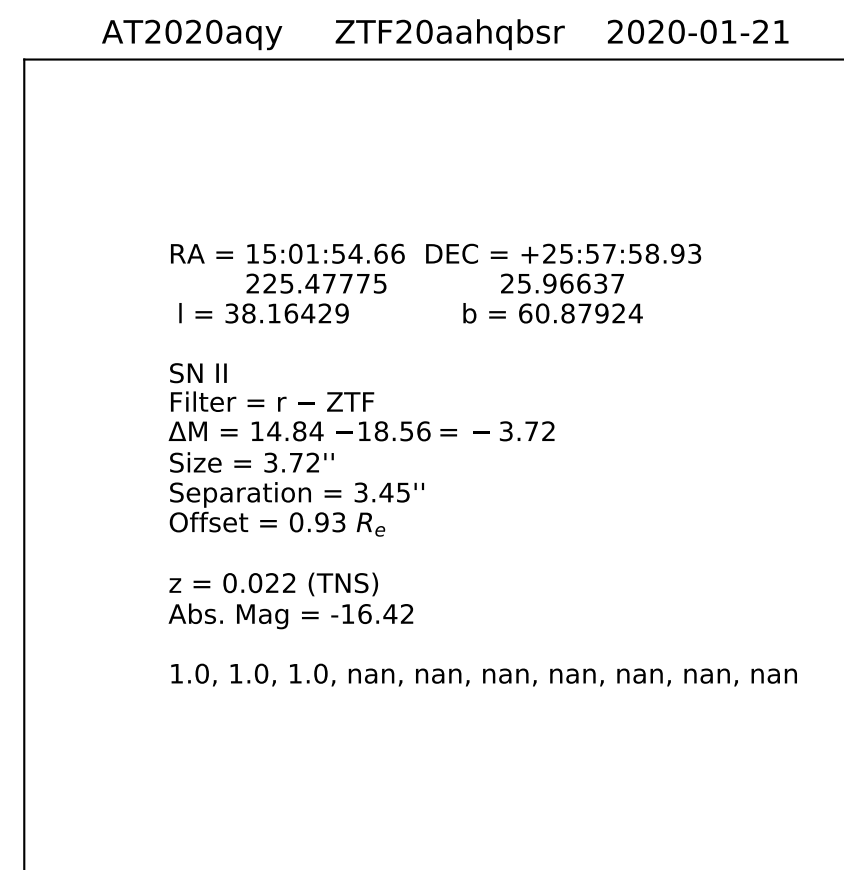 AT2020aqy ZTF20aahqbsr 2020-01-21
RA = 15:01:54.66 DEC = +25:57:58.93
225.47775 25.96637
l = 38.16429 b = 60.87924
SN II
Filter = r − ZTF
ΔM = 14.84 −18.56 = − 3.72
Size = 3.72''
Separation = 3.45''
Offset = 0.93 Rₑ
z = 0.022 (TNS)
Abs. Mag = -16.42
1.0, 1.0, 1.0, nan, nan, nan, nan, nan, nan, nan